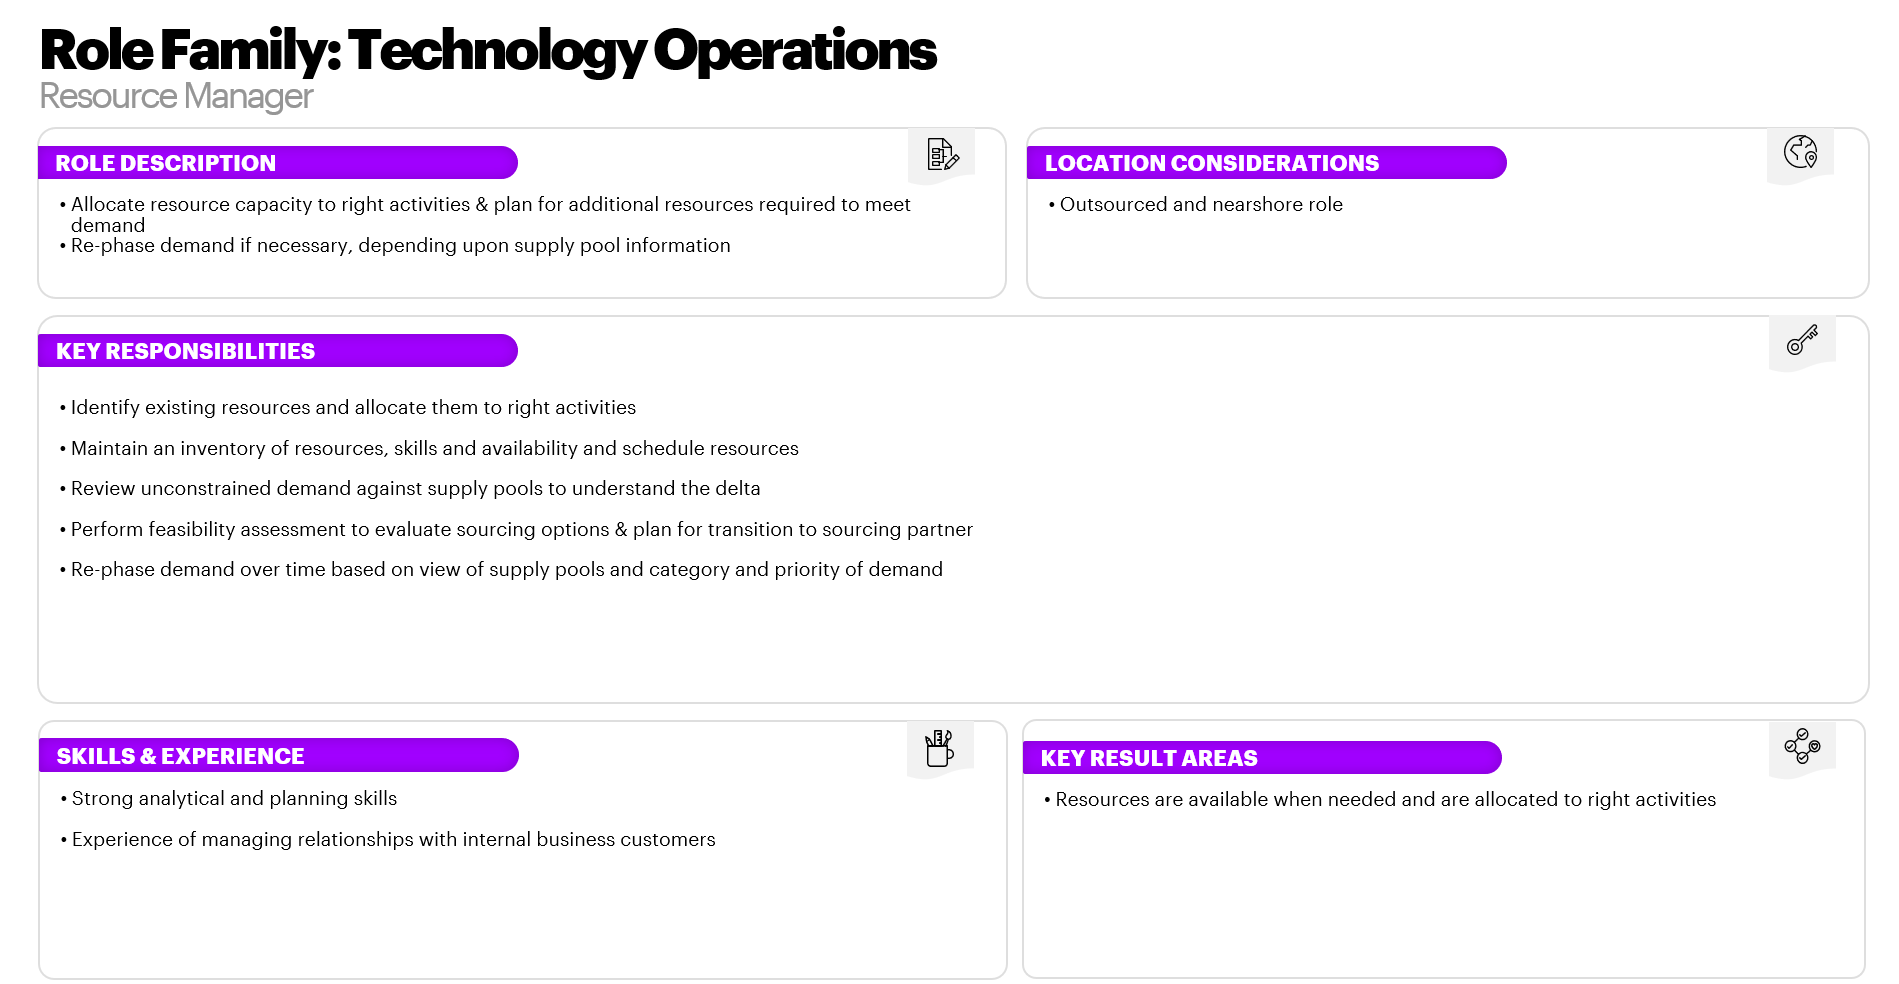 Role Family: Technology Operations
Resource Manager
ROLE DESCRIPTION
• Allocate resource capacity to right activities & plan for additional resources required to meet
demand
• Re-phase demand if necessary, depending upon supply pool information
LOCATION CONSIDERATIONS
• Outsourced and nearshore role
KEY RESPONSIBILITIES
• Identify existing resources and allocate them to right activities
• Maintain an inventory of resources, skills and availability and schedule resources
• Review unconstrained demand against supply pools to understand the delta
• Perform feasibility assessment to evaluate sourcing options & plan for transition to sourcing partner
• Re-phase demand over time based on view of supply pools and category and priority of demand
SKILLS & EXPERIENCE
• Strong analytical and planning skills
• Experience of managing relationships with internal business customers
KEY RESULT AREAS
• Resources are available when needed and are allocated to right activities